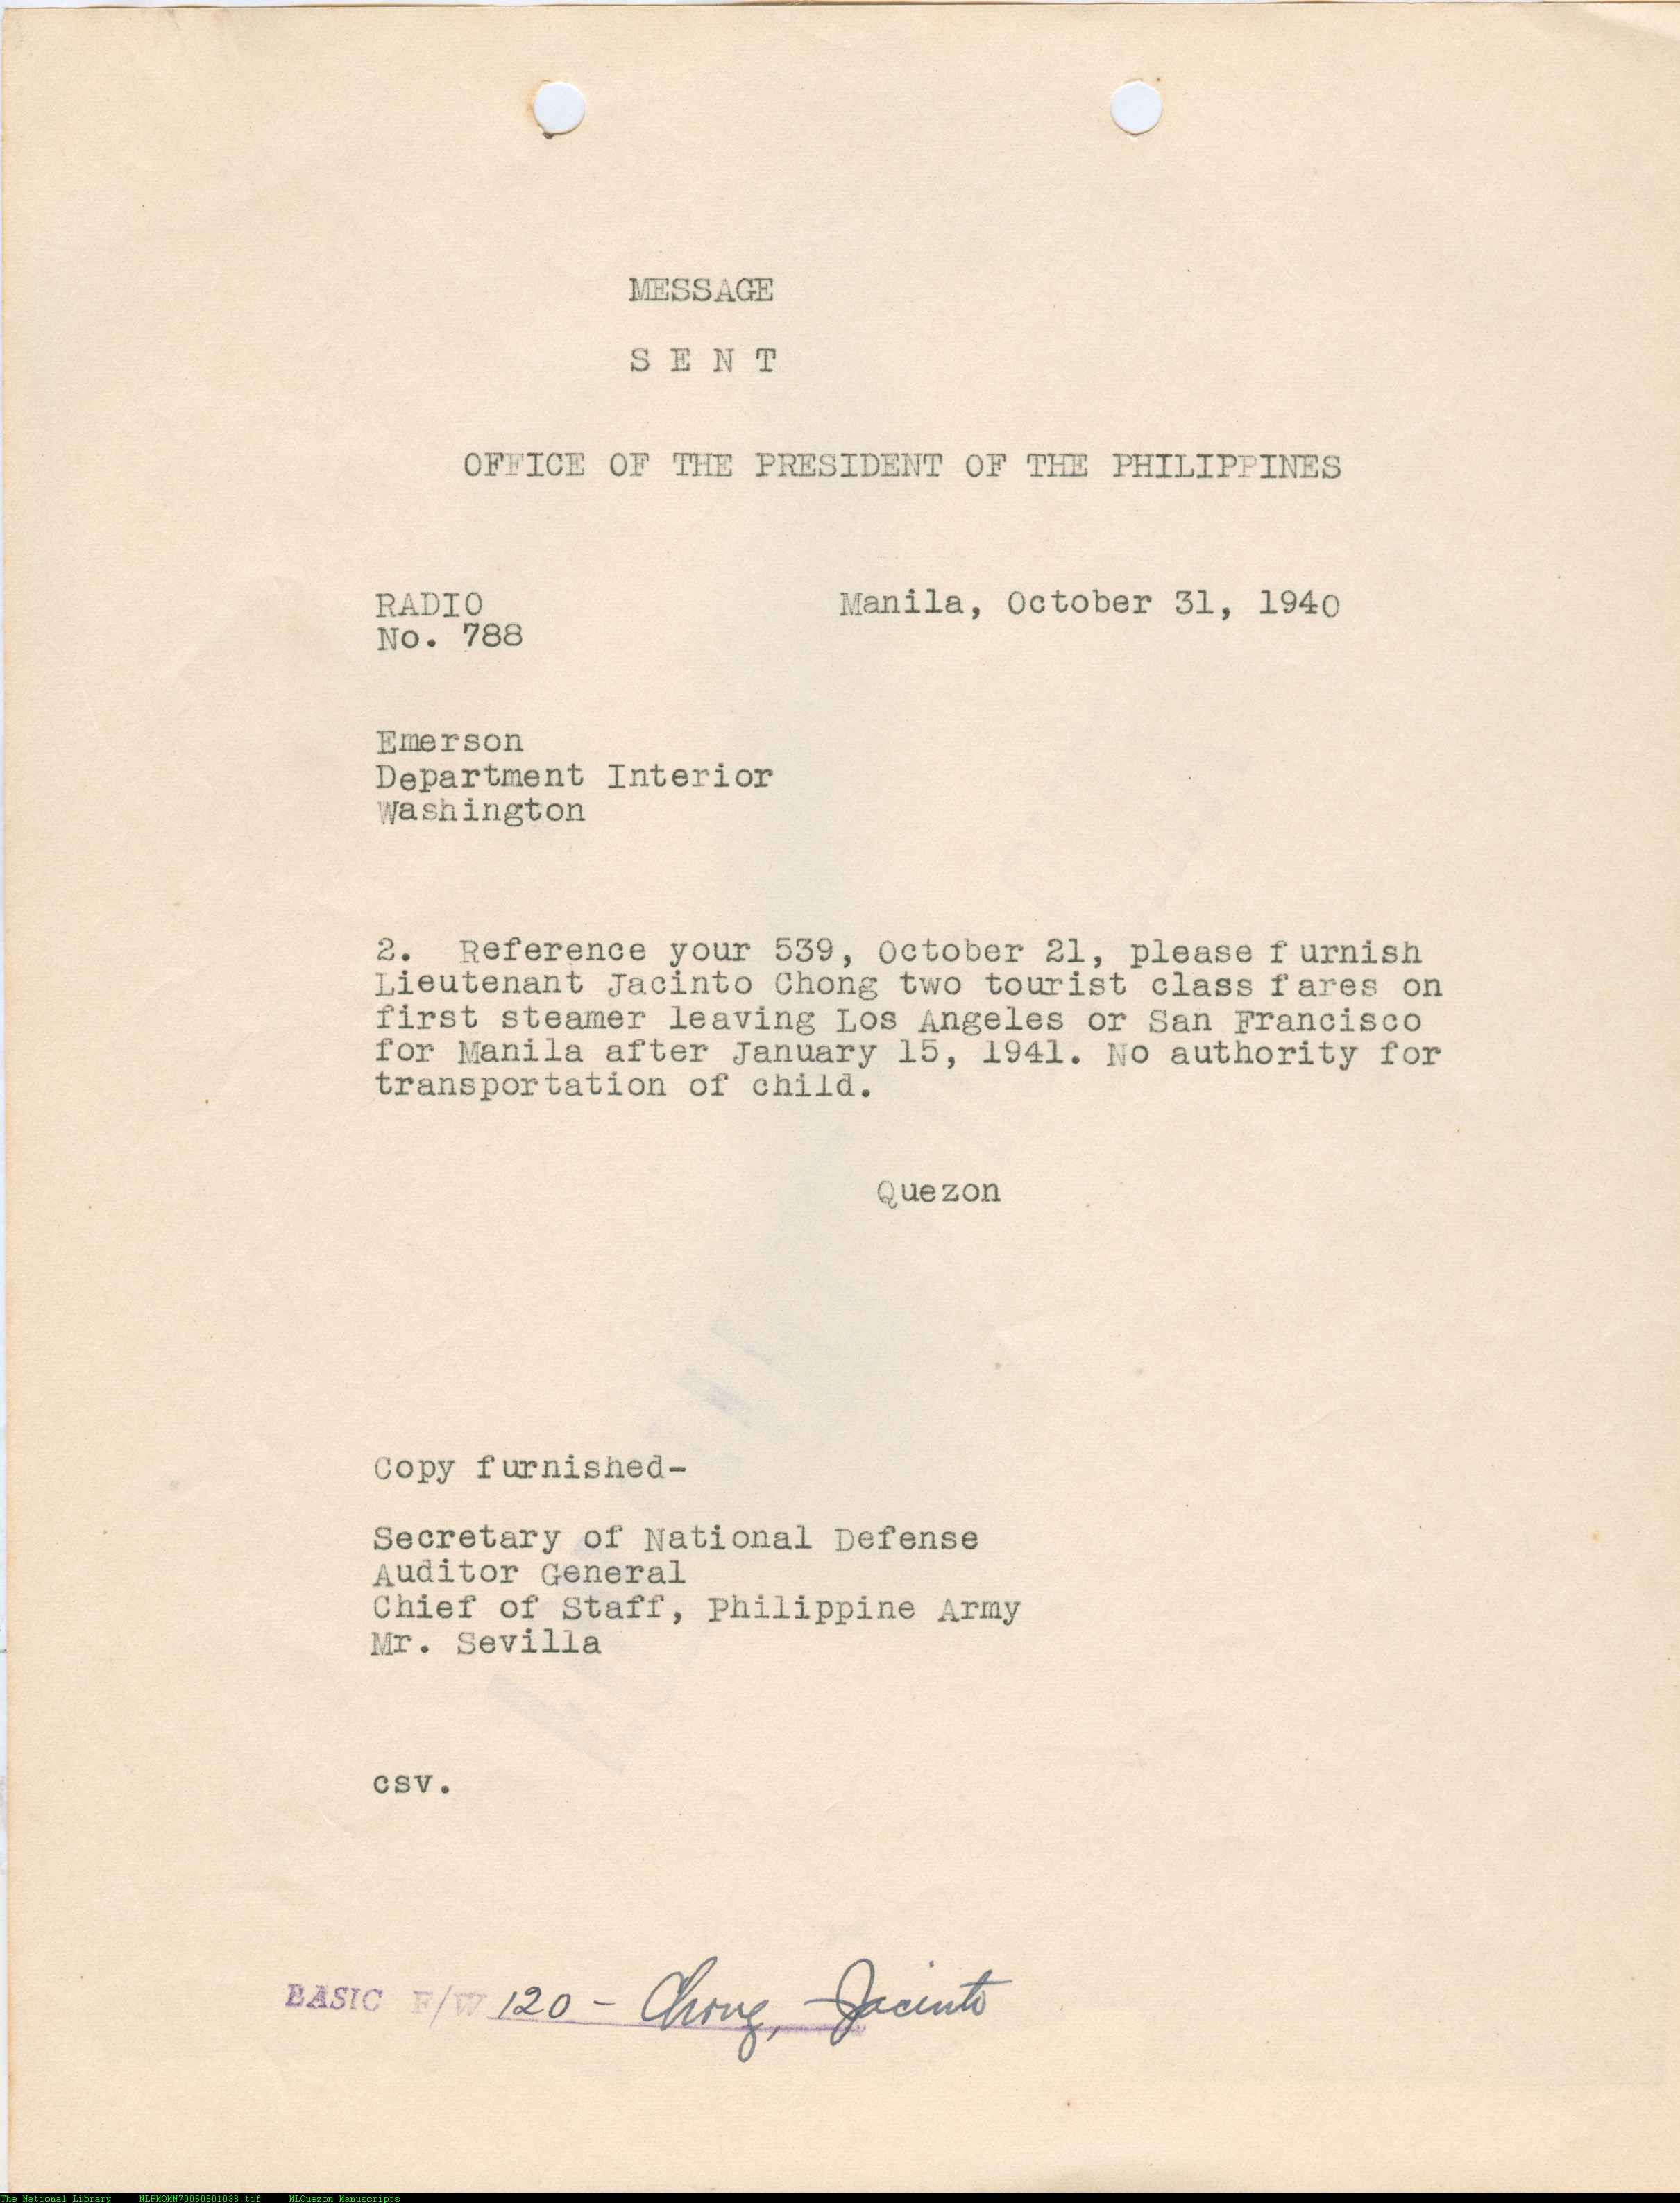 MESSAGE
S E N T
OFFICE OF THE PRESIDENT OF THE PHILIPPINES
RADIO
No. 788
Manila, October 31, 1940
Emerson
Department Interior
Washington
2. Reference your 539, October 21, please furnish
Lieutenant Jacinto Chong two tourist class fares on
first steamer leaving Los Angeles or San Francisco
for Manila after January 15, 1941. No authority for
transportation of child.
Quezon
Copy furnished-
Secretary of National Defense
Auditor General
Chief of Staff, Philippine Army
Mr. Sevilla
csv.
BASIC F/W 120 - Chong, Jacinto
The National Library NLPMQMN70050501038.tif MLQuezon Manuscripts